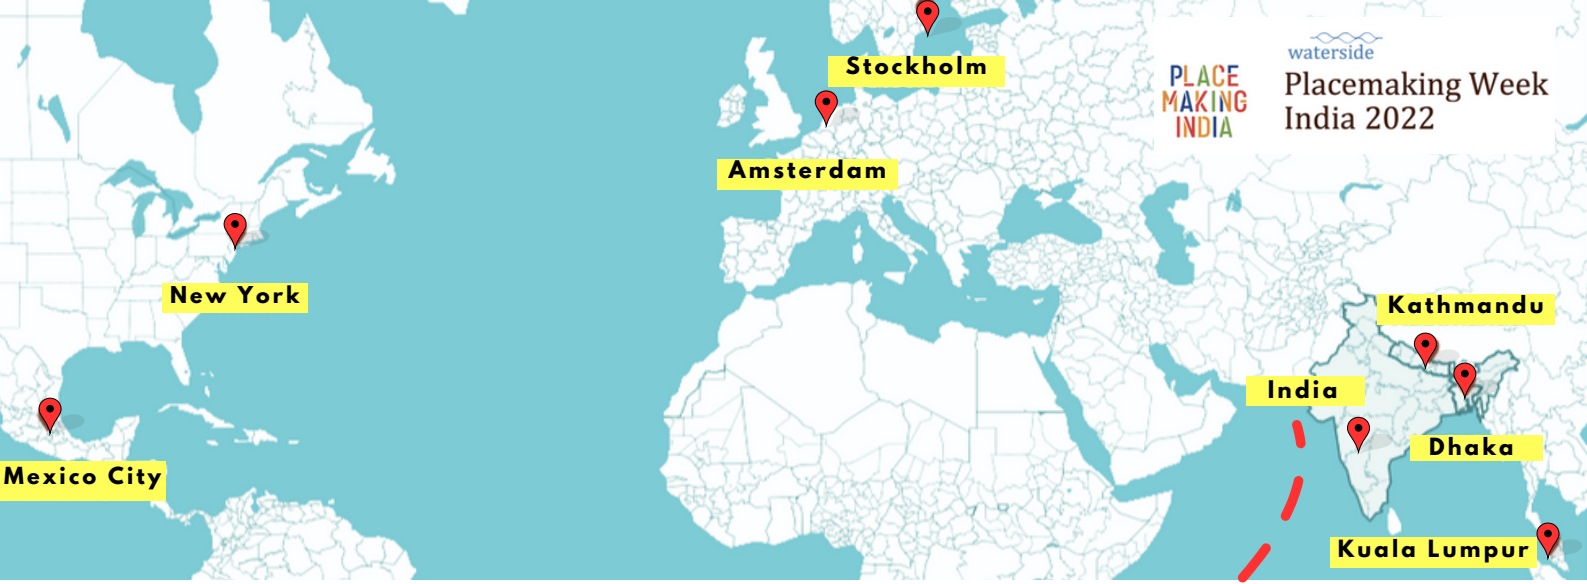 Stockholm
waterside
PLACE
MAKING
INDIA
Placemaking Week
India 2022
Amsterdam
New York
Kathmandu
India
Dhaka
Mexico City
Kuala Lumpur